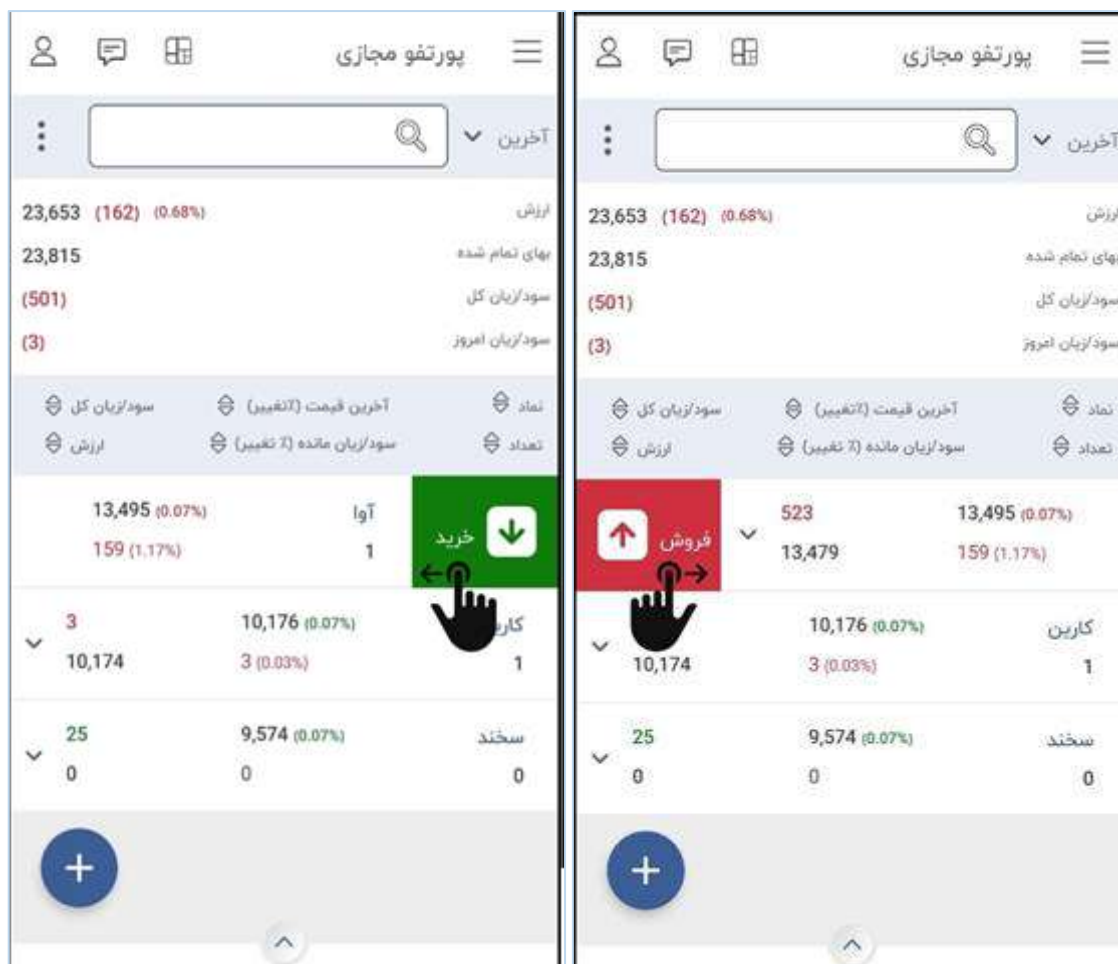 پورتفو مجازی
آخرین
ارزش 23,653 (162) (0.68%)
بهای تمام شده 23,815
سود/زیان کل (501)
سود/زیان امروز (3)
نماد آخرین قیمت (٪تغییر) سود/زیان کل
تعداد سود/زیان مانده (٪ تغییر) ارزش
خرید آوا 13,495 (0.07%)
1 159 (1.17%)
10,176 (0.07%) 3
1 3 (0.03%) 10,174
سخند 9,574 (0.07%) 25
0 0 0
پورتفو مجازی
آخرین
ارزش 23,653 (162) (0.68%)
بهای تمام شده 23,815
سود/زیان کل (501)
سود/زیان امروز (3)
نماد آخرین قیمت (٪تغییر) سود/زیان کل
تعداد سود/زیان مانده (٪ تغییر) ارزش
13,495 (0.07%) 523 فروش
159 (1.17%) 13,479
کارین 10,176 (0.07%)
1 3 (0.03%) 10,174
سخند 9,574 (0.07%) 25
0 0 0